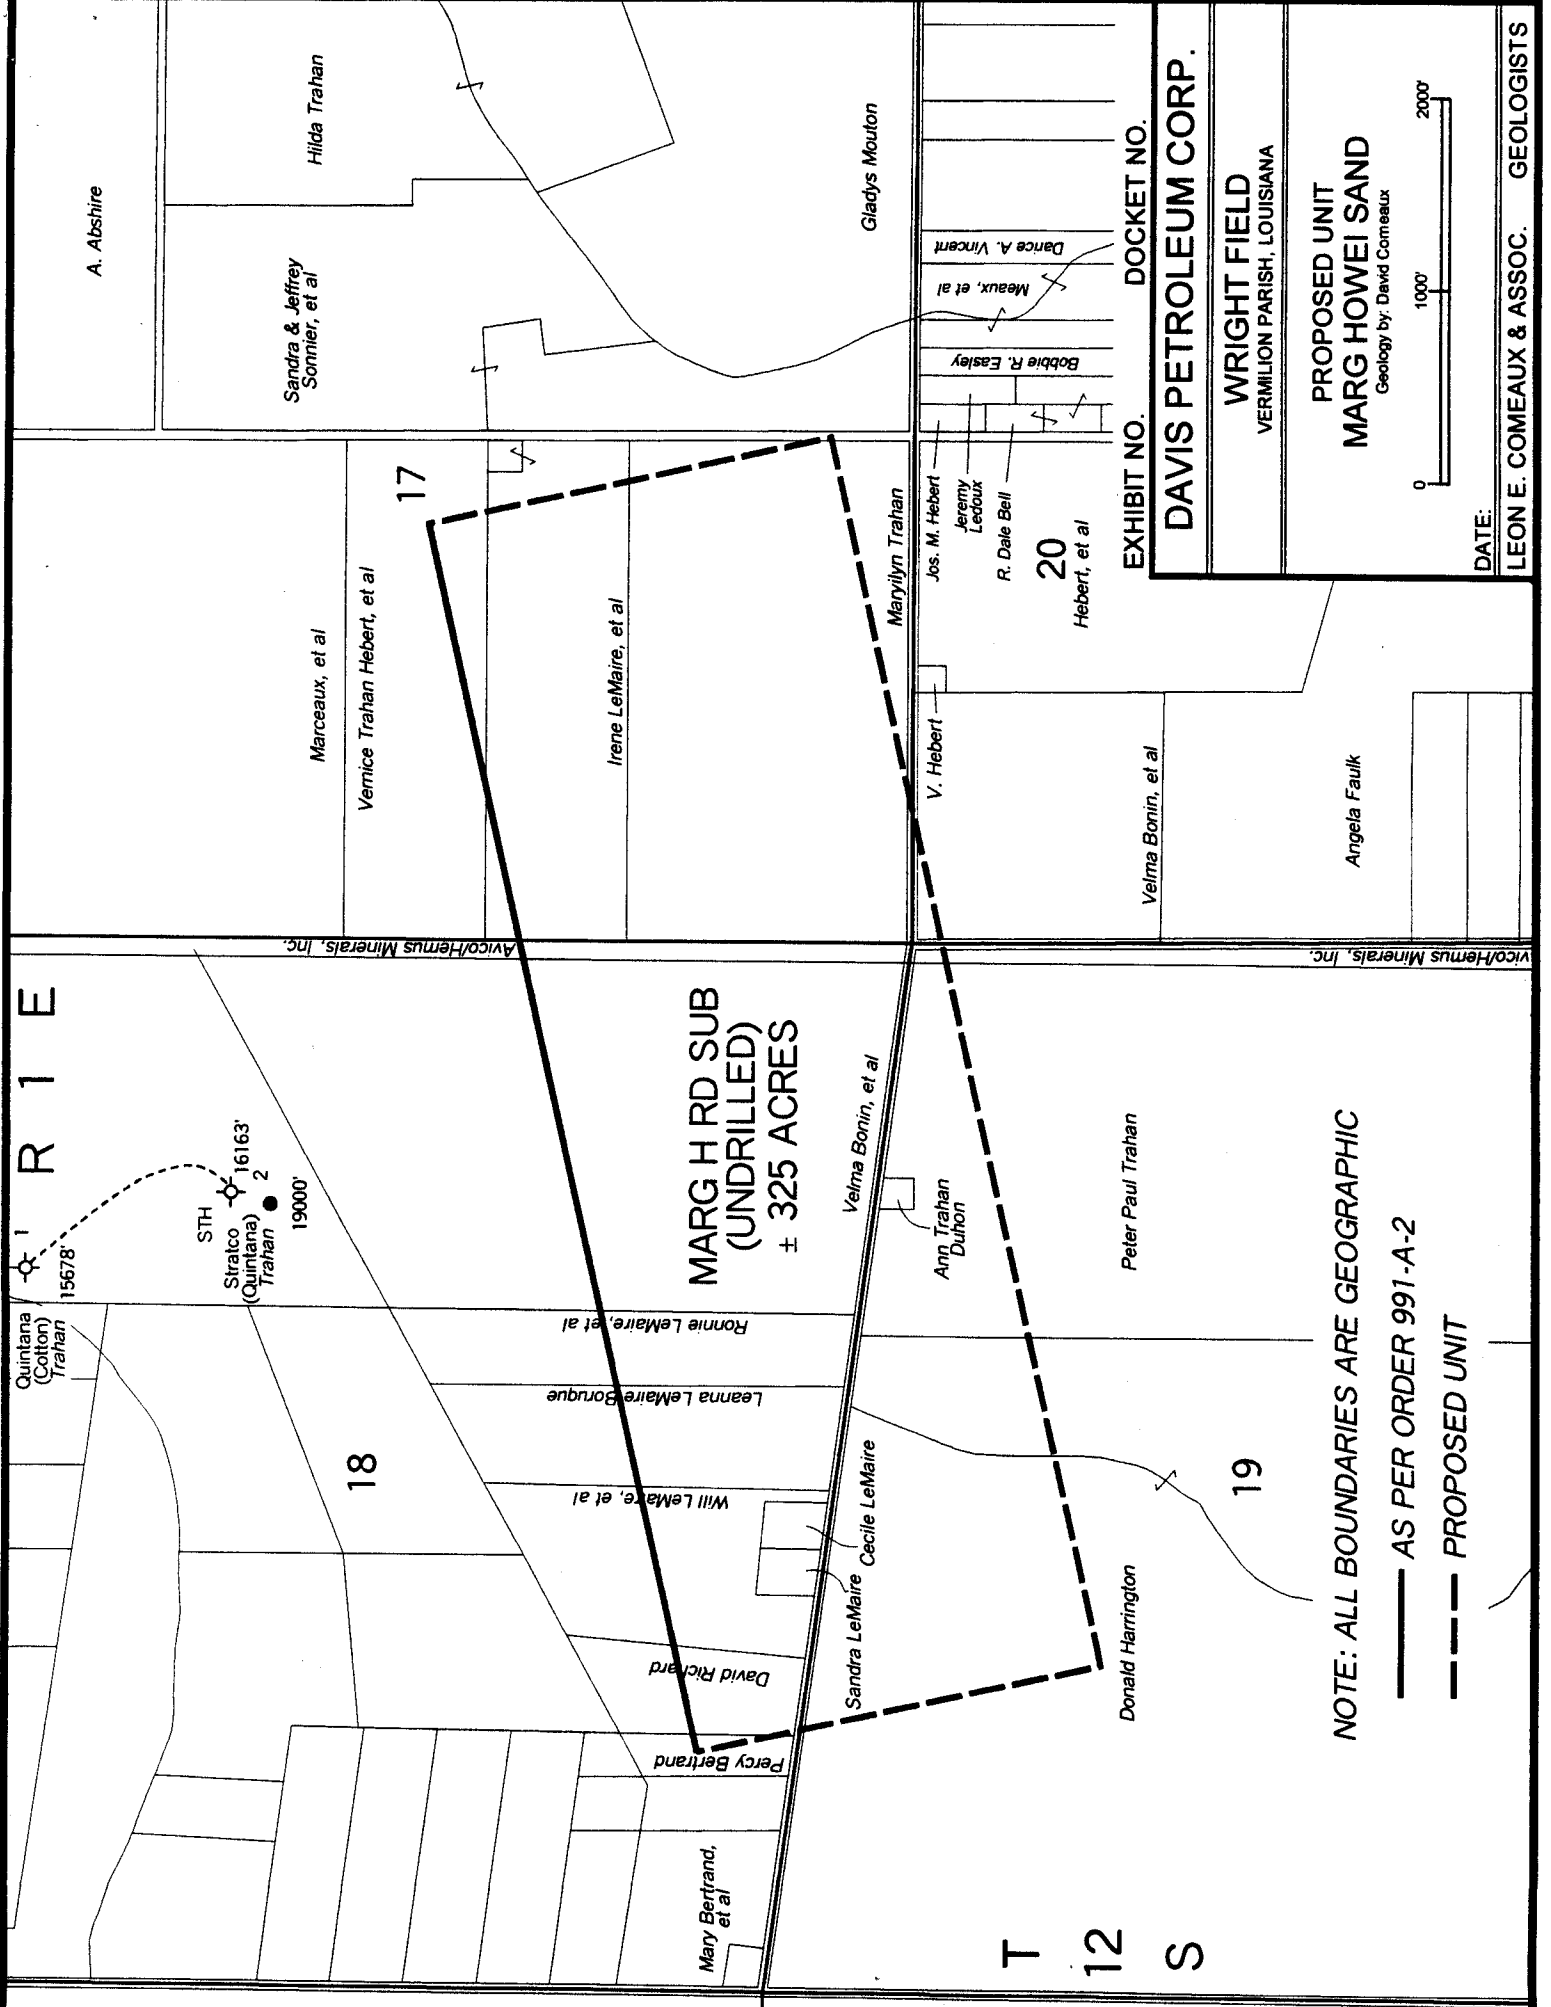 R 1 E
T
12
S
Quintana
(Cotton)
Trahan
1
15678'
STH
16163'
Stratco
(Quintana)
Trahan
2
19000'
18
17
19
20
Avico/Hemus Minerals, Inc.
A. Abshire
Sandra & Jeffrey
Sonnier, et al
Hilda Trahan
Marceaux, et al
Vernice Trahan Hebert, et al
Irene LeMaire, et al
Maryilyn Trahan
Gladys Mouton
MARG H RD SUB
(UNDRILLED)
± 325 ACRES
Ronnie LeMaire, et al
Leanna LeMaire Boruque
Will LeMaire, et al
David Richard
Percy Bertrand
Mary Bertrand,
et al
Sandra LeMaire
Cecile LeMaire
Velma Bonin, et al
Ann Trahan
Duhon
Peter Paul Trahan
Donald Harrington
V. Hebert
Jos. M. Hebert
Jeremy
Ledoux
R. Dale Bell
Hebert, et al
Bobbie R. Easley
Meaux, et al
Dance A. Vincent
Velma Bonin, et al
Angela Faulk
vico/Hemus Minerals, Inc.
NOTE: ALL BOUNDARIES ARE GEOGRAPHIC
AS PER ORDER 991-A-2
PROPOSED UNIT
EXHIBIT NO. DOCKET NO.
DAVIS PETROLEUM CORP.
WRIGHT FIELD
VERMILION PARISH, LOUISIANA
PROPOSED UNIT
MARG HOWEI SAND
Geology by: David Comeaux
0 1000' 2000'
DATE:
LEON E. COMEAUX & ASSOC. GEOLOGISTS